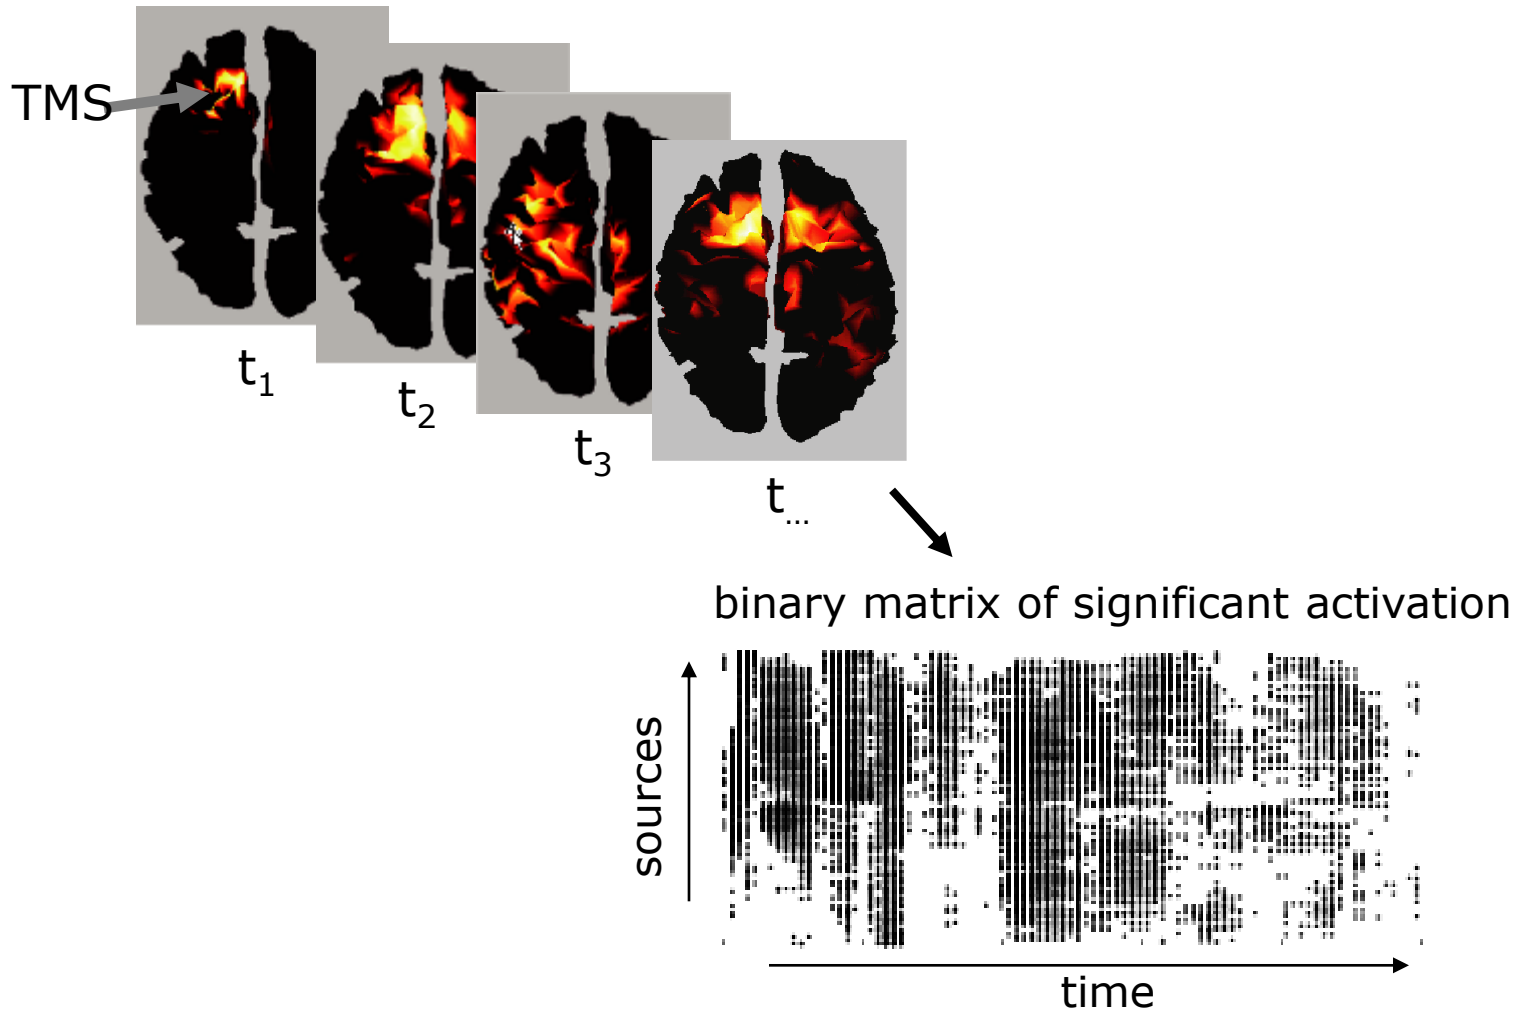 TMS
t1
t2
t3
t...
binary matrix of significant activation
sources
time